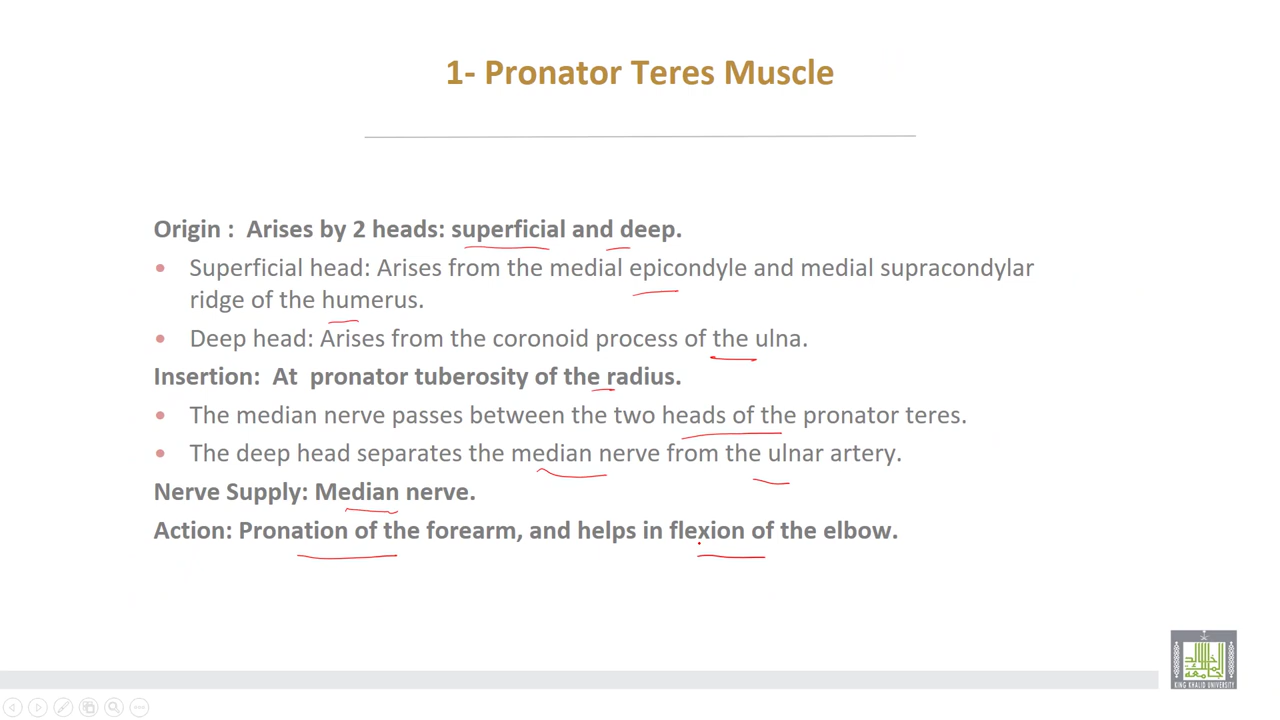 1- Pronator Teres Muscle
Origin :  Arises by 2 heads: superficial and deep.
• Superficial head: Arises from the medial epicondyle and medial supracondylar
ridge of the humerus.
• Deep head: Arises from the coronoid process of the ulna.
Insertion:  At  pronator tuberosity of the radius.
• The median nerve passes between the two heads of the pronator teres.
• The deep head separates the median nerve from the ulnar artery.
Nerve Supply: Median nerve.
Action: Pronation of the forearm, and helps in flexion of the elbow.
KING KHALID UNIVERSITY